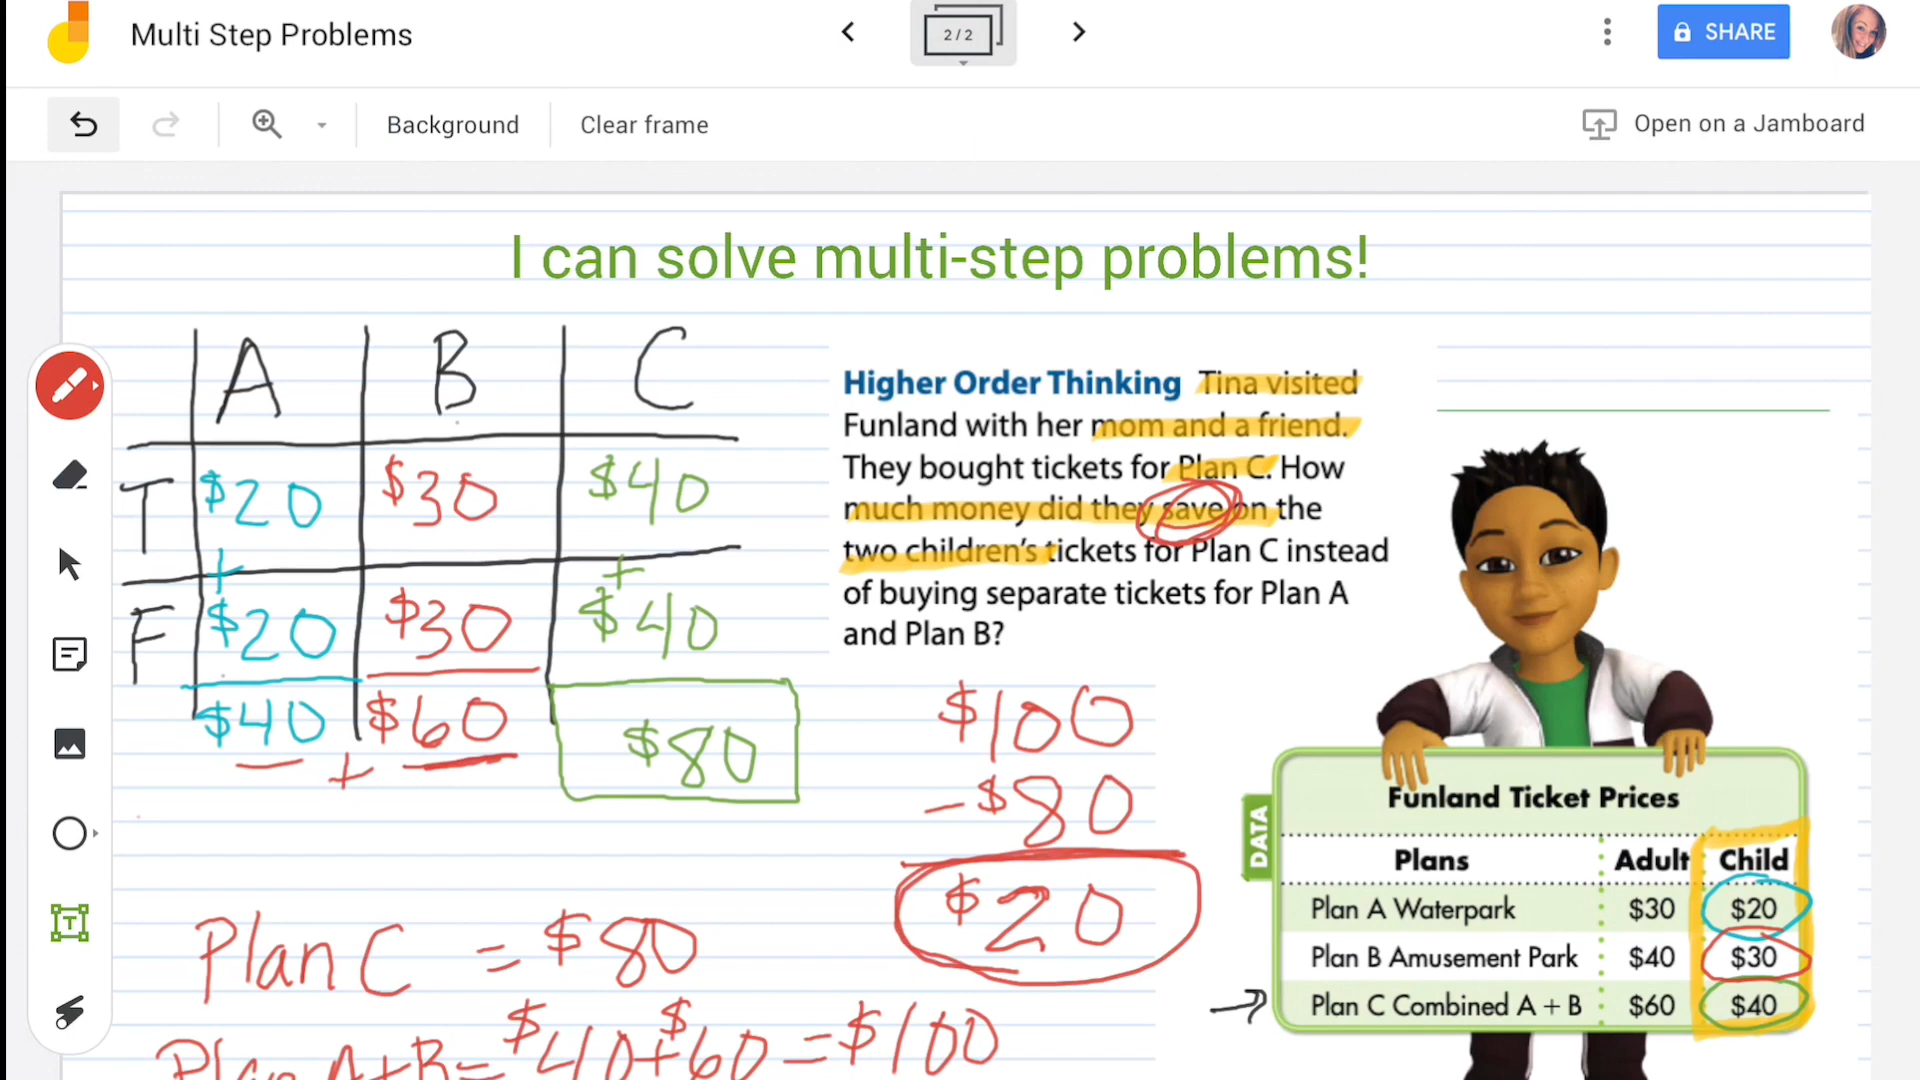 Multi Step Problems
2 / 2
SHARE
Background
Clear frame
Open on a Jamboard
I can solve multi-step problems!
A B C
T $20 $30 $40
+ +
F $20 $30 $40
$40 + $60 $80
Higher Order Thinking Tina visited
Funland with her mom and a friend.
They bought tickets for Plan C. How
much money did they save on the
two children's tickets for Plan C instead
of buying separate tickets for Plan A
and Plan B?
$100
-$80
$20
Plan C = $80
Plan A+B= $40+$60=$100
DATA
Funland Ticket Prices
Plans Adult Child
Plan A Waterpark $30 $20
Plan B Amusement Park $40 $30
Plan C Combined A + B $60 $40
T